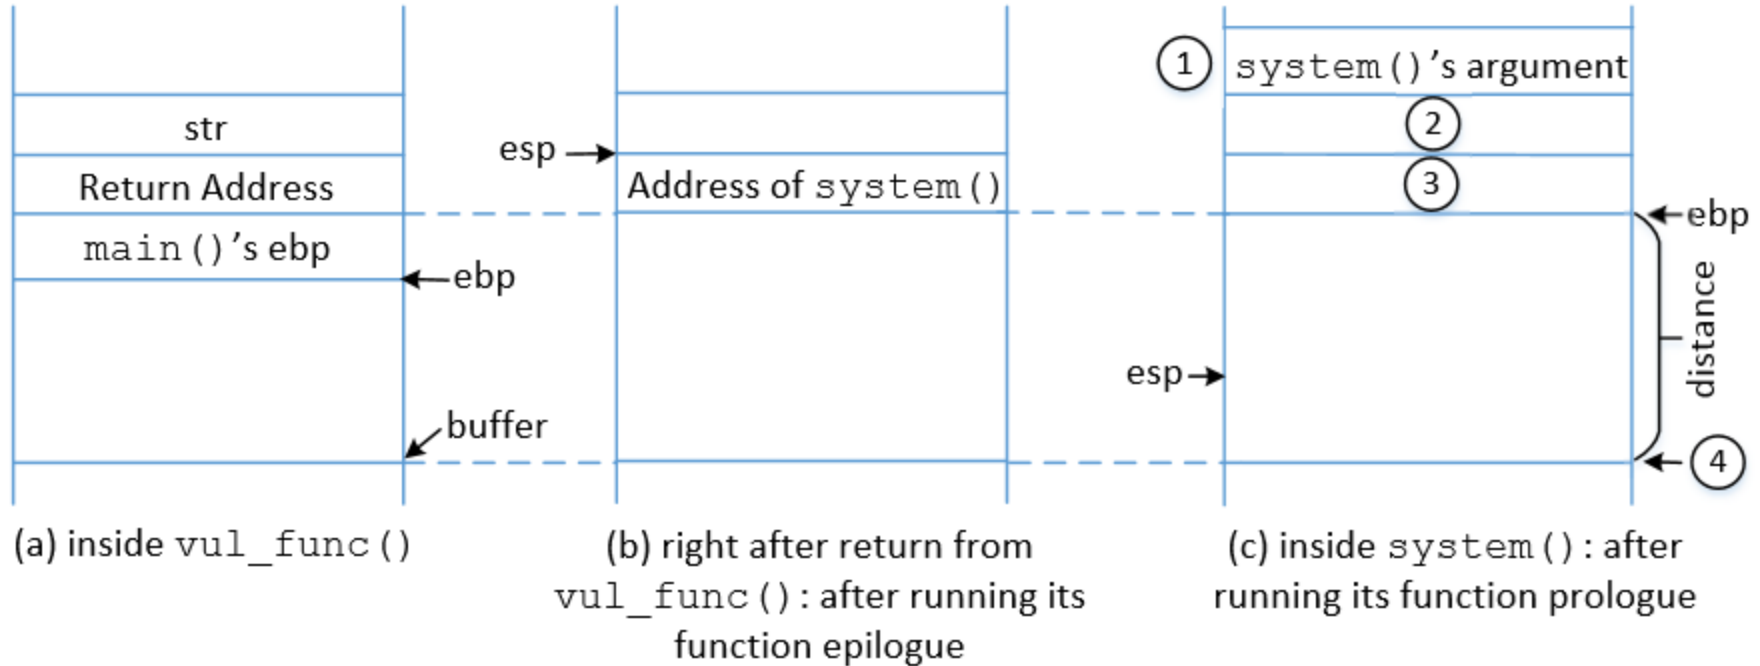 str
Return Address
main()’s ebp
ebp
buffer
(a) inside vul_func()
esp
Address of system()
(b) right after return from
vul_func(): after running its
function epilogue
1
system()’s argument
2
3
ebp
distance
esp
4
(c) inside system(): after
running its function prologue